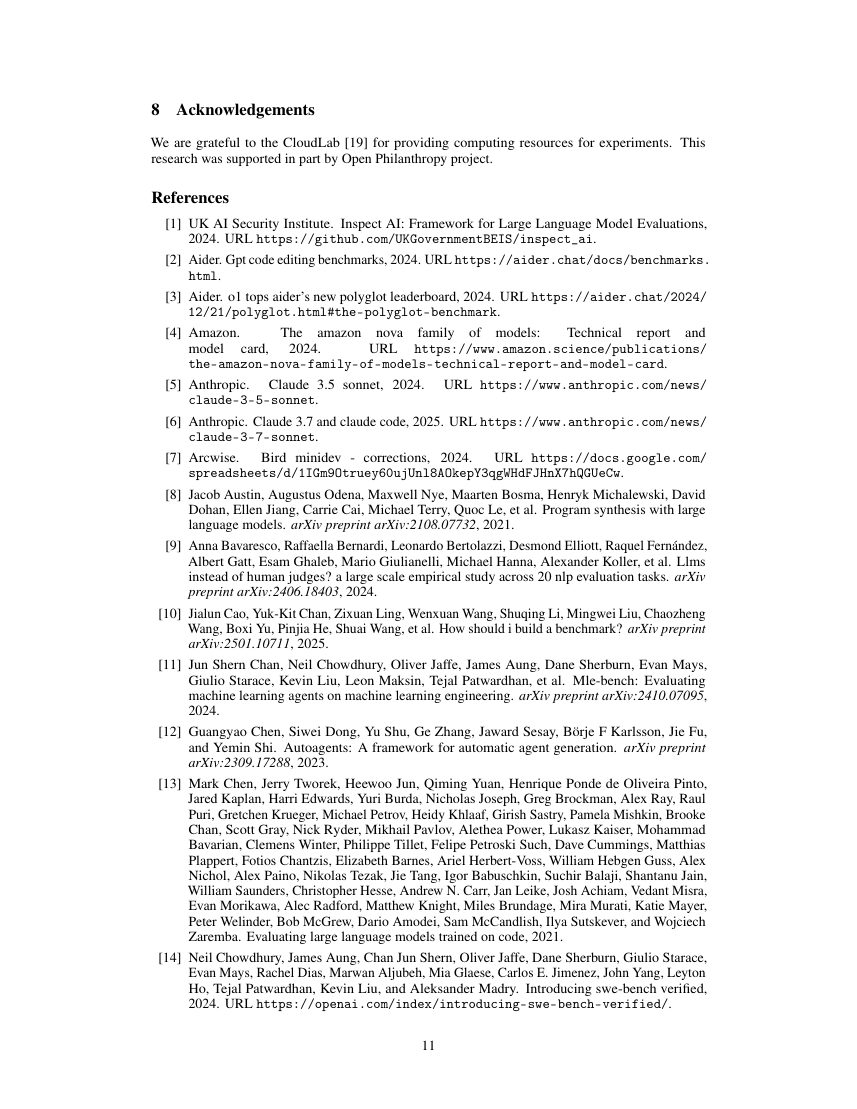 8 Acknowledgements
We are grateful to the CloudLab [19] for providing computing resources for experiments. This
research was supported in part by Open Philanthropy project.
References
[1] UK AI Security Institute. Inspect AI: Framework for Large Language Model Evaluations,
2024. URL https://github.com/UKGovernmentBEIS/inspect_ai.
[2] Aider. Gpt code editing benchmarks, 2024. URL https://aider.chat/docs/benchmarks.
html.
[3] Aider. o1 tops aider's new polyglot leaderboard, 2024. URL https://aider.chat/2024/
12/21/polyglot.html#the-polyglot-benchmark.
[4] Amazon. The amazon nova family of models: Technical report and
model card, 2024. URL https://www.amazon.science/publications/
the-amazon-nova-family-of-models-technical-report-and-model-card.
[5] Anthropic. Claude 3.5 sonnet, 2024. URL https://www.anthropic.com/news/
claude-3-5-sonnet.
[6] Anthropic. Claude 3.7 and claude code, 2025. URL https://www.anthropic.com/news/
claude-3-7-sonnet.
[7] Arcwise. Bird minidev - corrections, 2024. URL https://docs.google.com/
spreadsheets/d/1IGm9Otruey60ujUnl8AOkepY3qgWHdFJHnX7hQGUeCw.
[8] Jacob Austin, Augustus Odena, Maxwell Nye, Maarten Bosma, Henryk Michalewski, David
Dohan, Ellen Jiang, Carrie Cai, Michael Terry, Quoc Le, et al. Program synthesis with large
language models. arXiv preprint arXiv:2108.07732, 2021.
[9] Anna Bavaresco, Raffaella Bernardi, Leonardo Bertolazzi, Desmond Elliott, Raquel Fernández,
Albert Gatt, Esam Ghaleb, Mario Giulianelli, Michael Hanna, Alexander Koller, et al. Llms
instead of human judges? a large scale empirical study across 20 nlp evaluation tasks. arXiv
preprint arXiv:2406.18403, 2024.
[10] Jialun Cao, Yuk-Kit Chan, Zixuan Ling, Wenxuan Wang, Shuqing Li, Mingwei Liu, Chaozheng
Wang, Boxi Yu, Pinjia He, Shuai Wang, et al. How should i build a benchmark? arXiv preprint
arXiv:2501.10711, 2025.
[11] Jun Shern Chan, Neil Chowdhury, Oliver Jaffe, James Aung, Dane Sherburn, Evan Mays,
Giulio Starace, Kevin Liu, Leon Maksin, Tejal Patwardhan, et al. Mle-bench: Evaluating
machine learning agents on machine learning engineering. arXiv preprint arXiv:2410.07095,
2024.
[12] Guangyao Chen, Siwei Dong, Yu Shu, Ge Zhang, Jaward Sesay, Börje F Karlsson, Jie Fu,
and Yemin Shi. Autoagents: A framework for automatic agent generation. arXiv preprint
arXiv:2309.17288, 2023.
[13] Mark Chen, Jerry Tworek, Heewoo Jun, Qiming Yuan, Henrique Ponde de Oliveira Pinto,
Jared Kaplan, Harri Edwards, Yuri Burda, Nicholas Joseph, Greg Brockman, Alex Ray, Raul
Puri, Gretchen Krueger, Michael Petrov, Heidy Khlaaf, Girish Sastry, Pamela Mishkin, Brooke
Chan, Scott Gray, Nick Ryder, Mikhail Pavlov, Alethea Power, Lukasz Kaiser, Mohammad
Bavarian, Clemens Winter, Philippe Tillet, Felipe Petroski Such, Dave Cummings, Matthias
Plappert, Fotios Chantzis, Elizabeth Barnes, Ariel Herbert-Voss, William Hebgen Guss, Alex
Nichol, Alex Paino, Nikolas Tezak, Jie Tang, Igor Babuschkin, Suchir Balaji, Shantanu Jain,
William Saunders, Christopher Hesse, Andrew N. Carr, Jan Leike, Josh Achiam, Vedant Misra,
Evan Morikawa, Alec Radford, Matthew Knight, Miles Brundage, Mira Murati, Katie Mayer,
Peter Welinder, Bob McGrew, Dario Amodei, Sam McCandlish, Ilya Sutskever, and Wojciech
Zaremba. Evaluating large language models trained on code, 2021.
[14] Neil Chowdhury, James Aung, Chan Jun Shern, Oliver Jaffe, Dane Sherburn, Giulio Starace,
Evan Mays, Rachel Dias, Marwan Aljubeh, Mia Glaese, Carlos E. Jimenez, John Yang, Leyton
Ho, Tejal Patwardhan, Kevin Liu, and Aleksander Madry. Introducing swe-bench verified,
2024. URL https://openai.com/index/introducing-swe-bench-verified/.
11